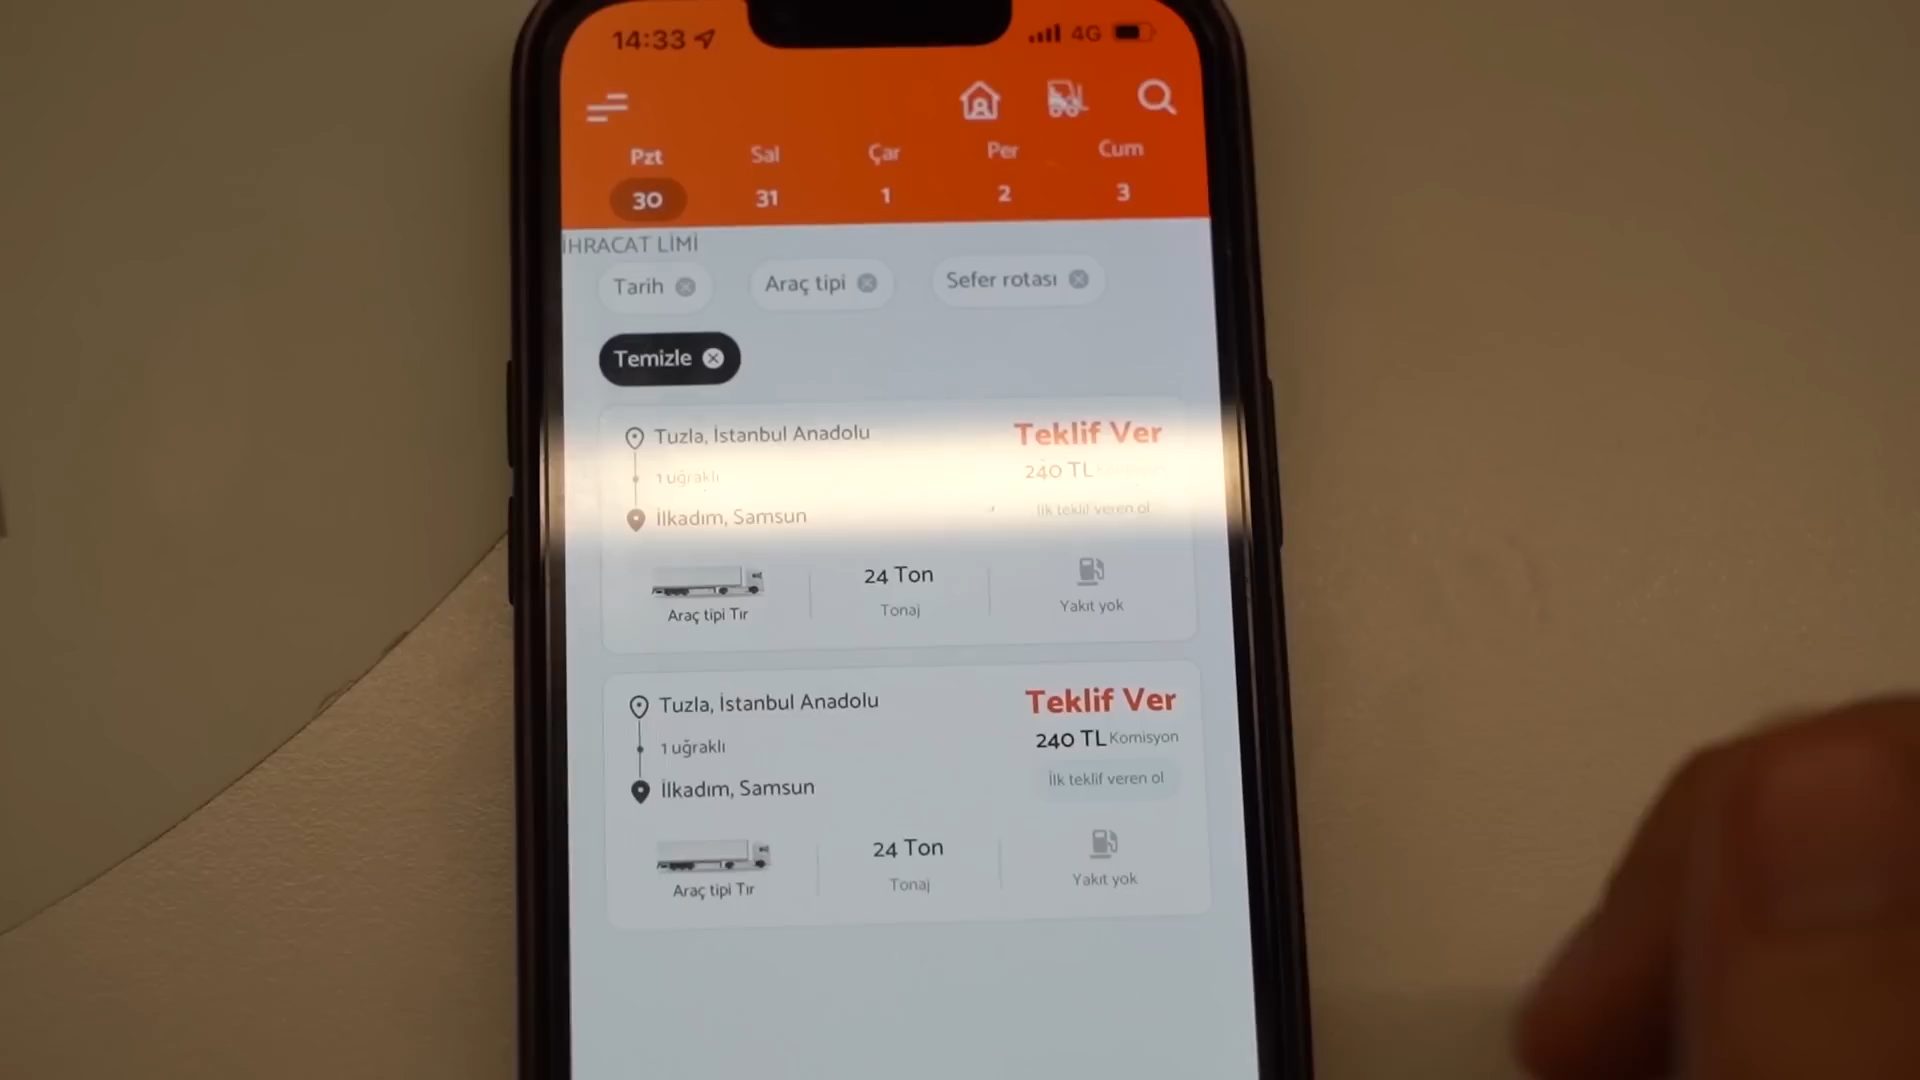 14:33 4G
Pzt Sal Çar Per Cum
30 31 1 2 3
İHRACAT LİMİ
Tarih Araç tipi Sefer rotası
Temizle
Tuzla, İstanbul Anadolu Teklif Ver
1 uğraklı 240 TL Komisyon
İlkadım, Samsun İlk teklif veren ol
24 Ton
Araç tipi Tır Tonaj Yakıt yok
Tuzla, İstanbul Anadolu Teklif Ver
1 uğraklı 240 TL Komisyon
İlkadım, Samsun İlk teklif veren ol
24 Ton
Araç tipi Tır Tonaj Yakıt yok